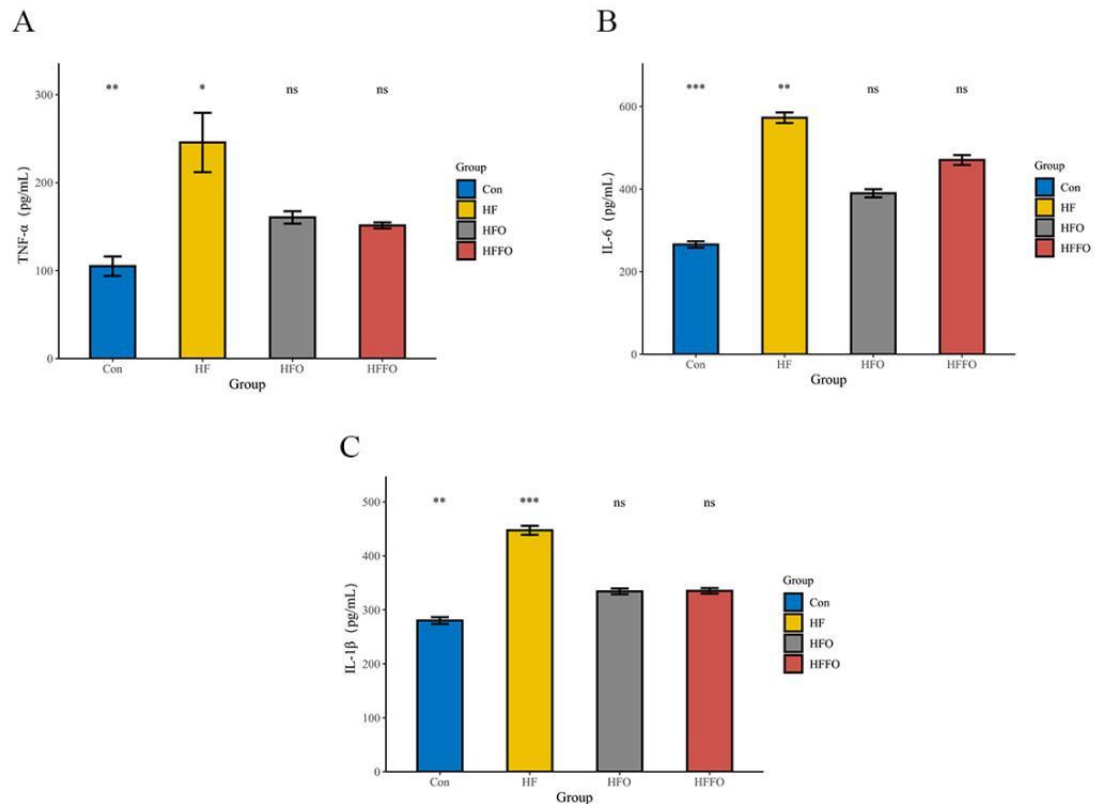 A
TNF-α (pg/mL)
300
200
100
0
** * ns ns
Con HF HFO HFFO
Group
Group
Con
HF
HFO
HFFO
B
IL-6 (pg/mL)
600
400
200
0
*** ** ns ns
Con HF HFO HFFO
Group
Group
Con
HF
HFO
HFFO
C
IL-1β (pg/mL)
500
400
300
200
100
0
** *** ns ns
Con HF HFO HFFO
Group
Group
Con
HF
HFO
HFFO